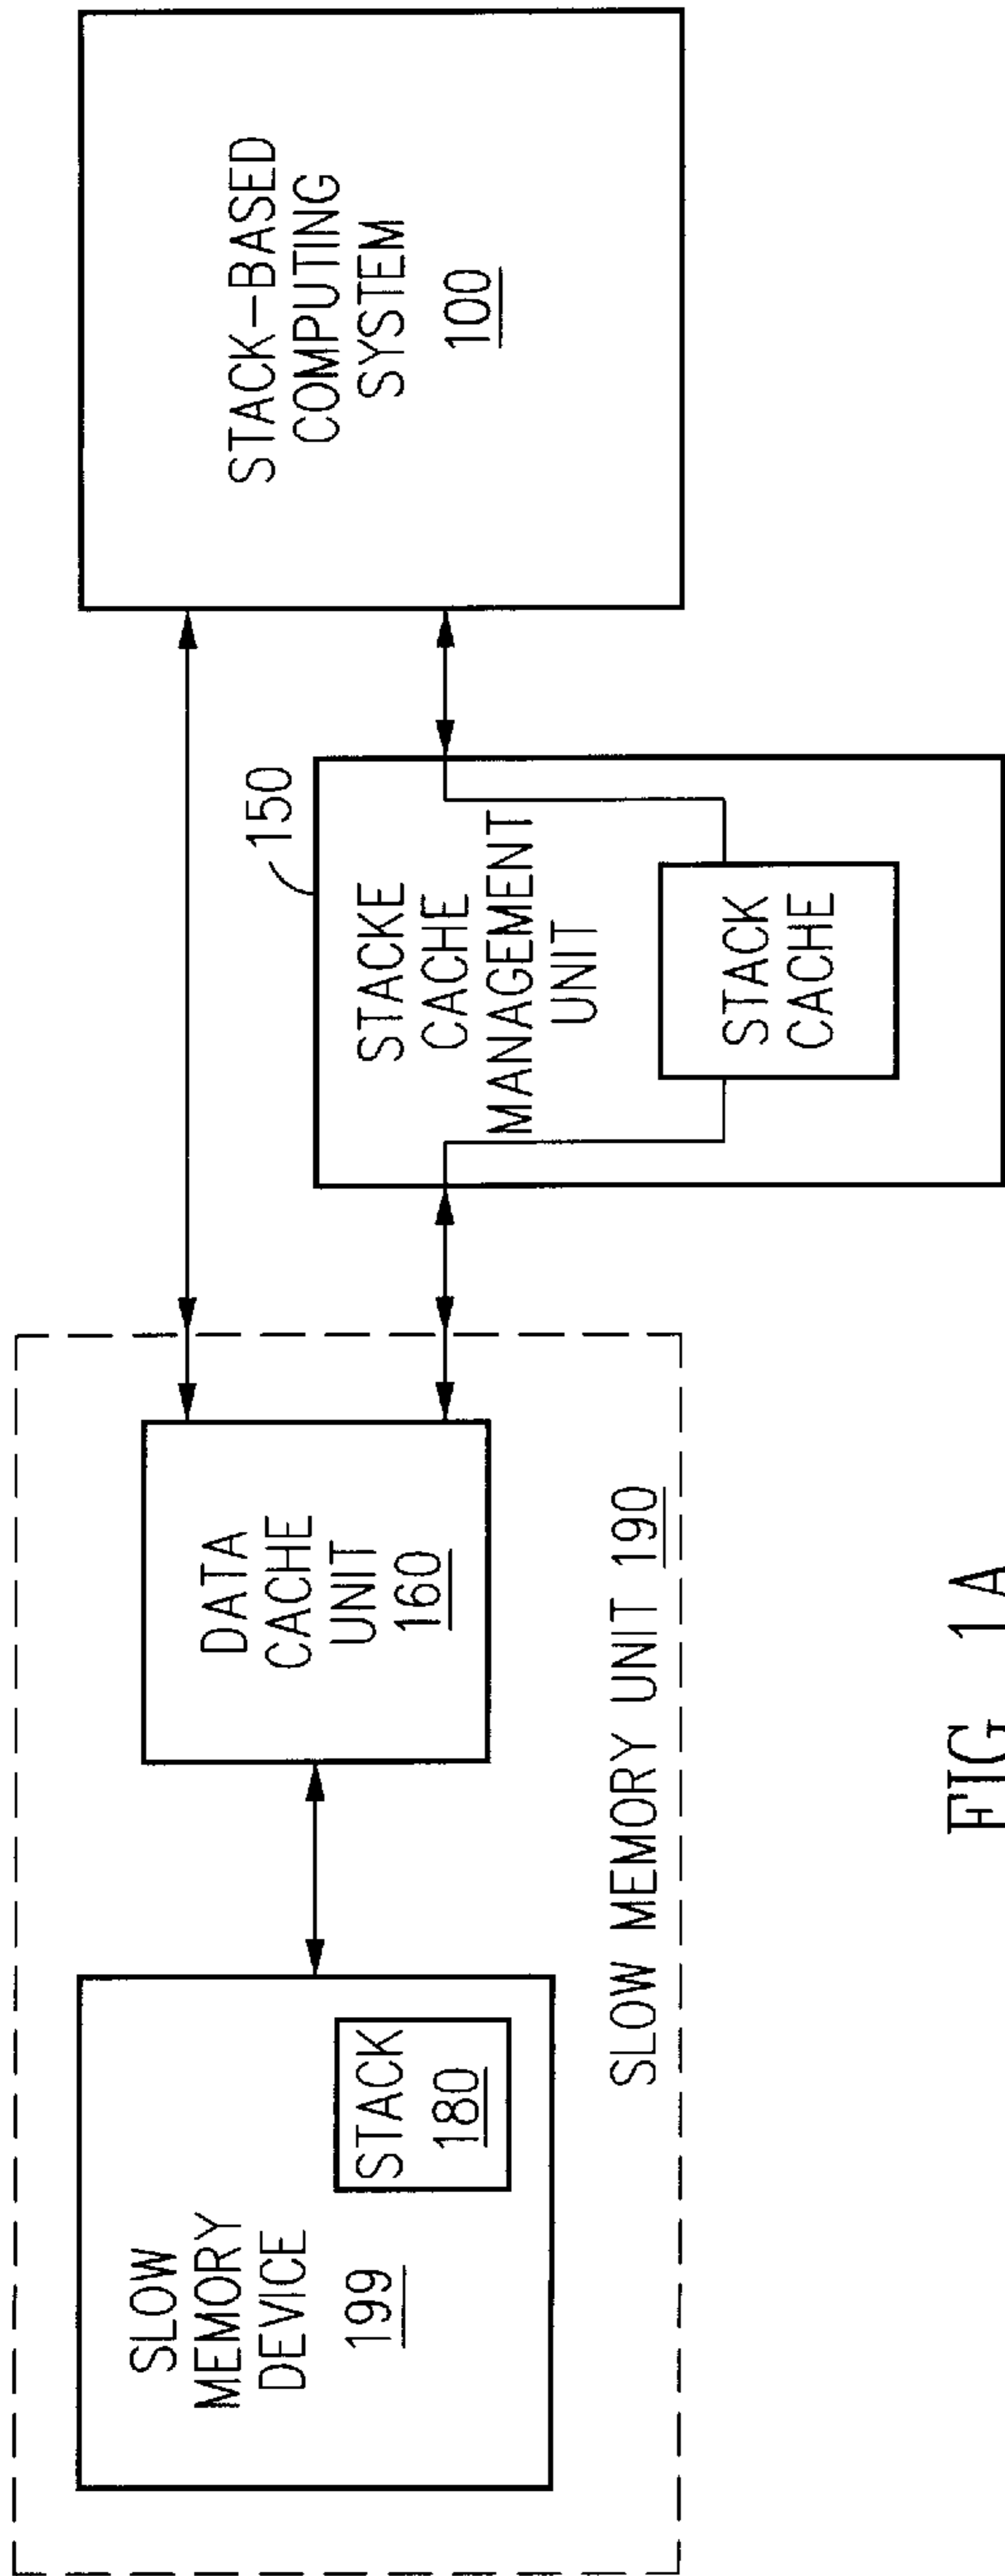 SLOW
MEMORY
DEVICE
199
STACK
180
DATA
CACHE
UNIT
160
SLOW MEMORY UNIT 190
150
STACKE
CACHE
MANAGEMENT
UNIT
STACK
CACHE
STACK-BASED
COMPUTING
SYSTEM
100
FIG 1A